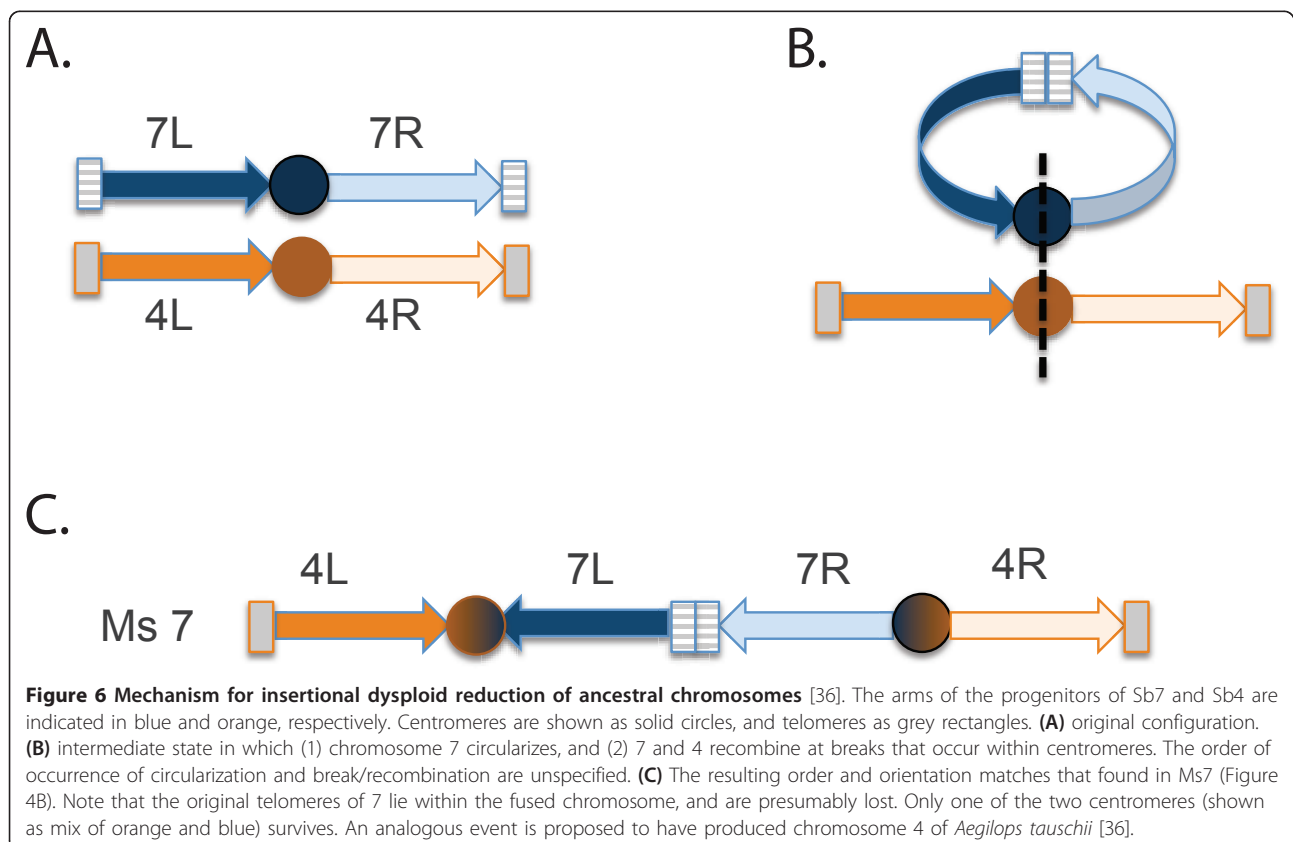 A.
B.
7L 7R
4L 4R
C.
4L 7L 7R 4R
Ms 7
Figure 6 Mechanism for insertional dysploid reduction of ancestral chromosomes [36]. The arms of the progenitors of Sb7 and Sb4 are
indicated in blue and orange, respectively. Centromeres are shown as solid circles, and telomeres as grey rectangles. (A) original configuration.
(B) intermediate state in which (1) chromosome 7 circularizes, and (2) 7 and 4 recombine at breaks that occur within centromeres. The order of
occurrence of circularization and break/recombination are unspecified. (C) The resulting order and orientation matches that found in Ms7 (Figure
4B). Note that the original telomeres of 7 lie within the fused chromosome, and are presumably lost. Only one of the two centromeres (shown
as mix of orange and blue) survives. An analogous event is proposed to have produced chromosome 4 of Aegilops tauschii [36].